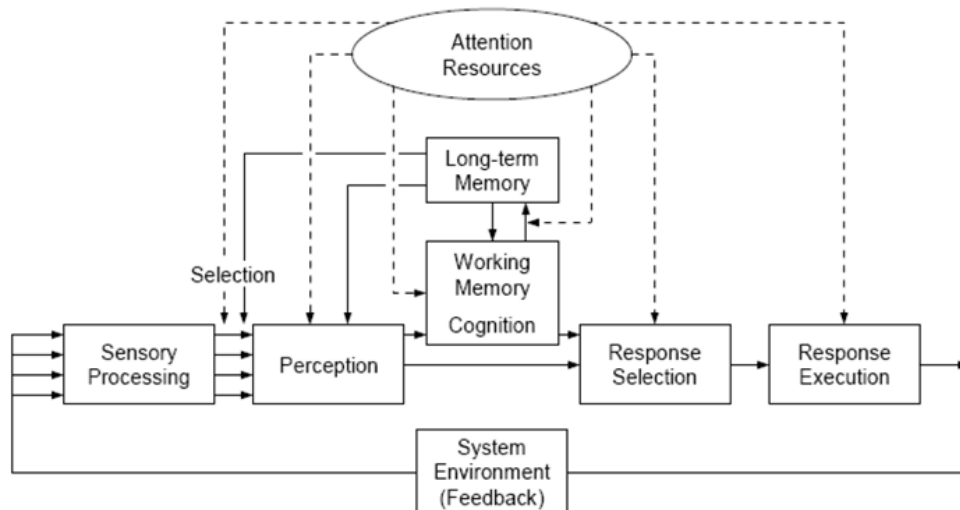 Attention
Resources
Long-term
Memory
Selection
Working
Memory
Cognition
Sensory
Processing
Perception
Response
Selection
Response
Execution
System
Environment
(Feedback)